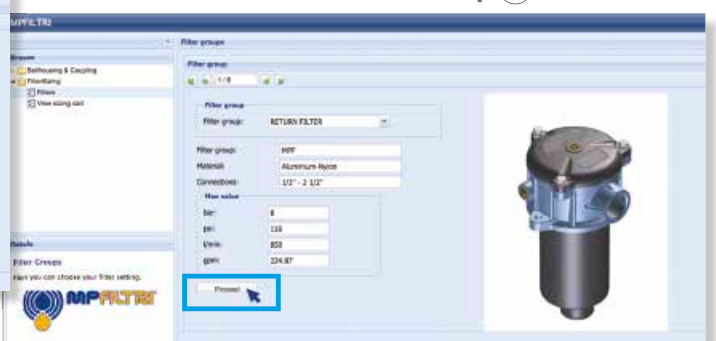 MPFILTRI
Filter groups
Browse
Bellhousing & Coupling
FilterSizing
Filters
View sizing cart
Filter group
1/8
Filter group
Filter group: RETURN FILTER
Filter group: MPF
Material: Aluminium-Nylon
Connections: 1/2" - 2 1/2"
Max value
bar: 8
psi: 116
l/min: 850
gpm: 224.87
Proceed
Details
Filter Groups
Here you can choose your filter setting.
MPFILTRI